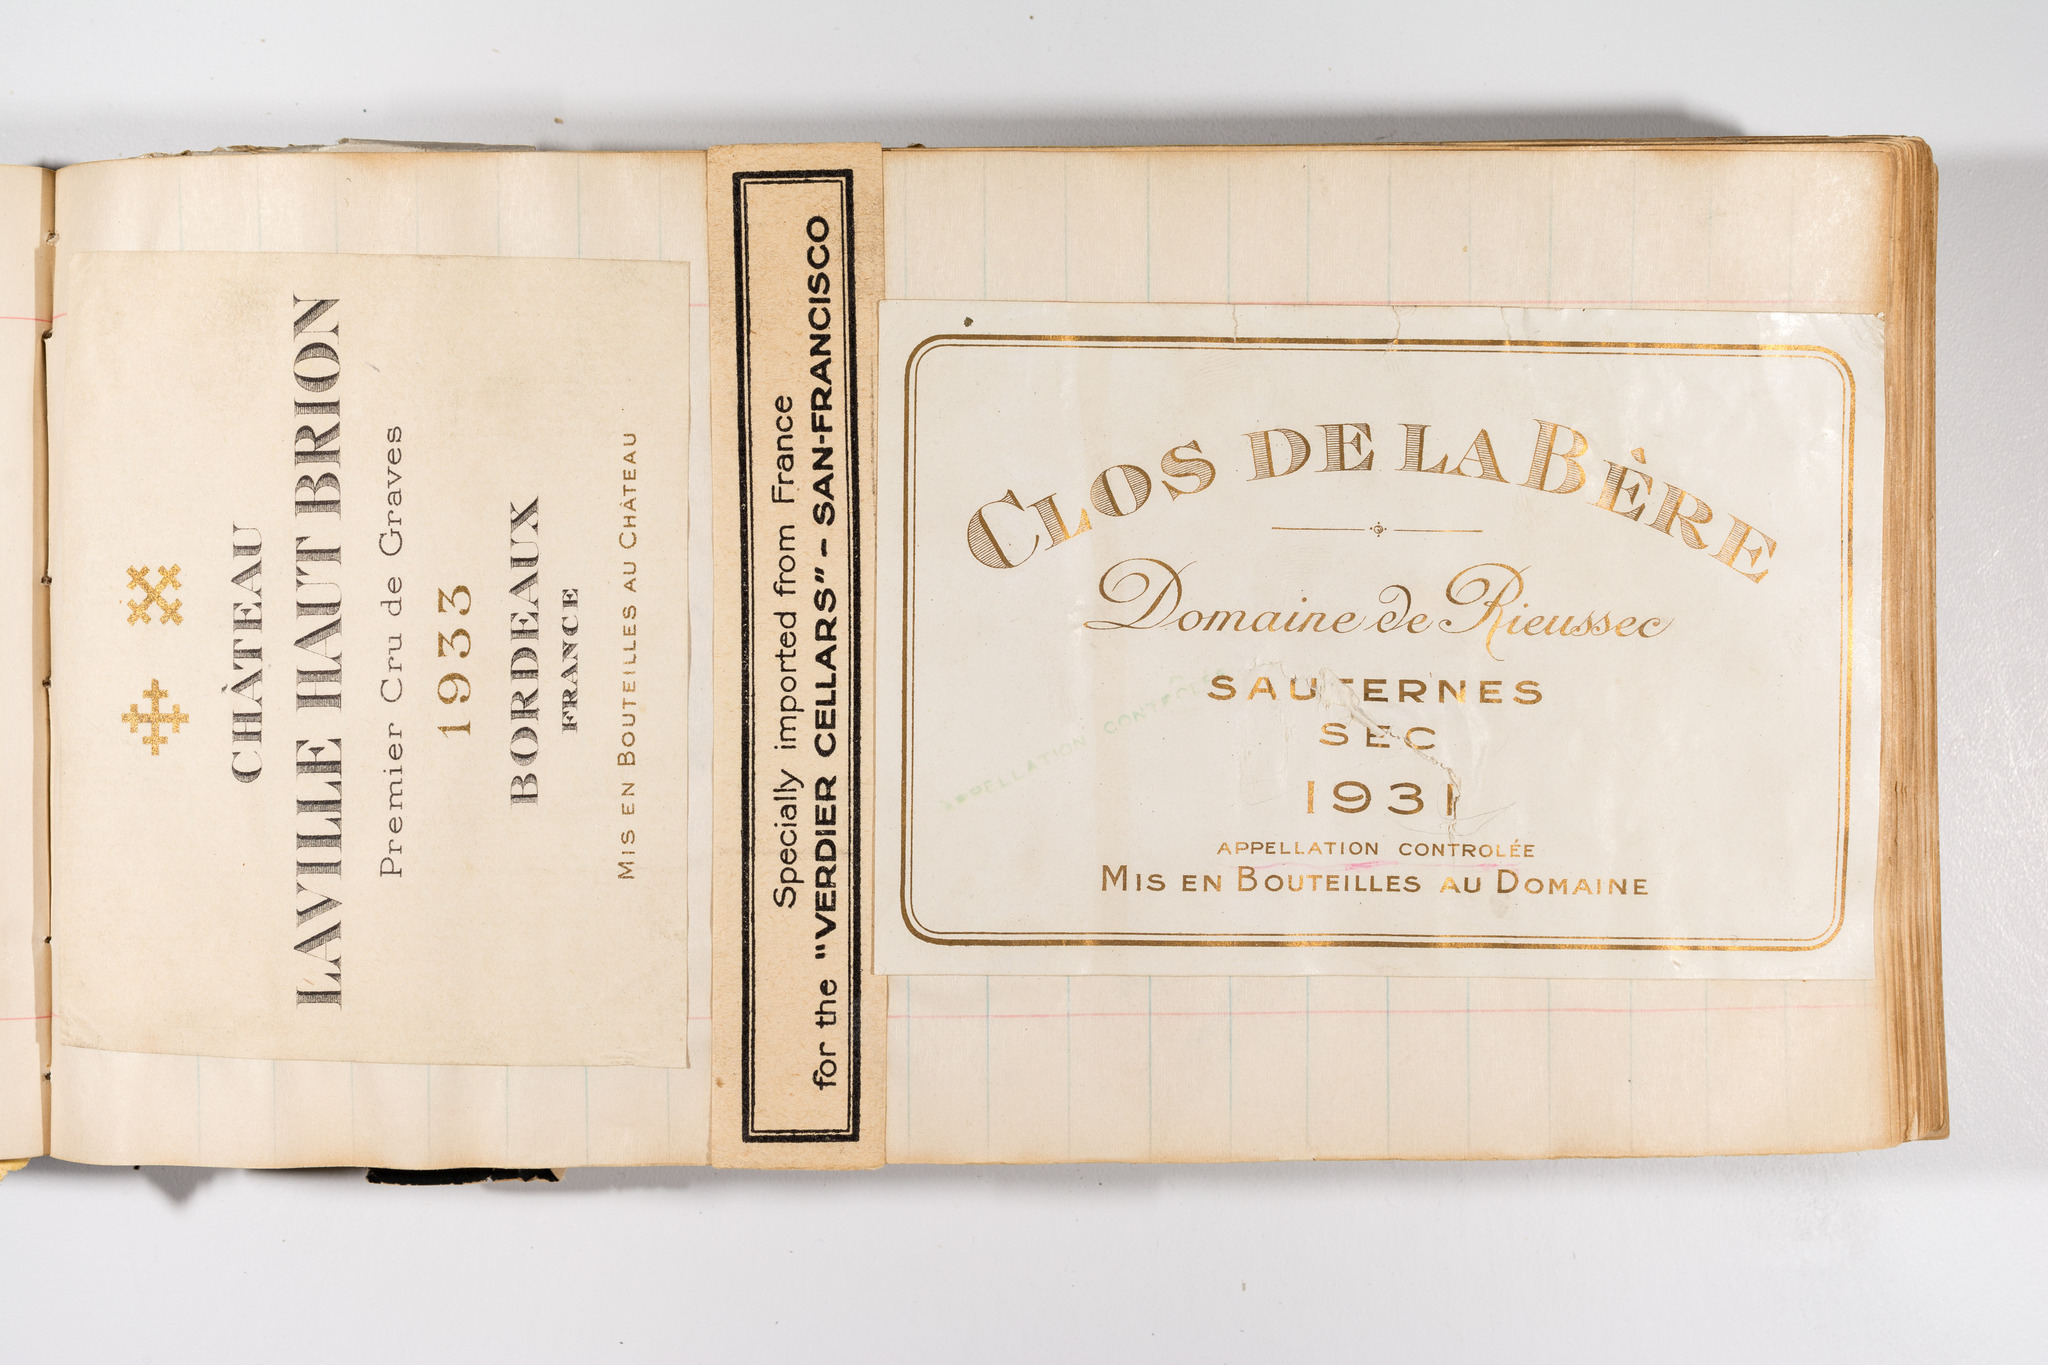 CHÂTEAU
LAVILLE HAUT BRION
Premier Cru de Graves
1933
BORDEAUX
FRANCE
MIS EN BOUTEILLES AU CHÂTEAU
Specially imported from France
for the "VERDIER CELLARS" – SAN-FRANCISCO
CLOS DE LA BÈRE
Domaine de Rieussec
SAUTERNES
SEC
1931
APPELLATION CONTROLÉE
APPELLATION CONTROLÉE
MIS EN BOUTEILLES AU DOMAINE